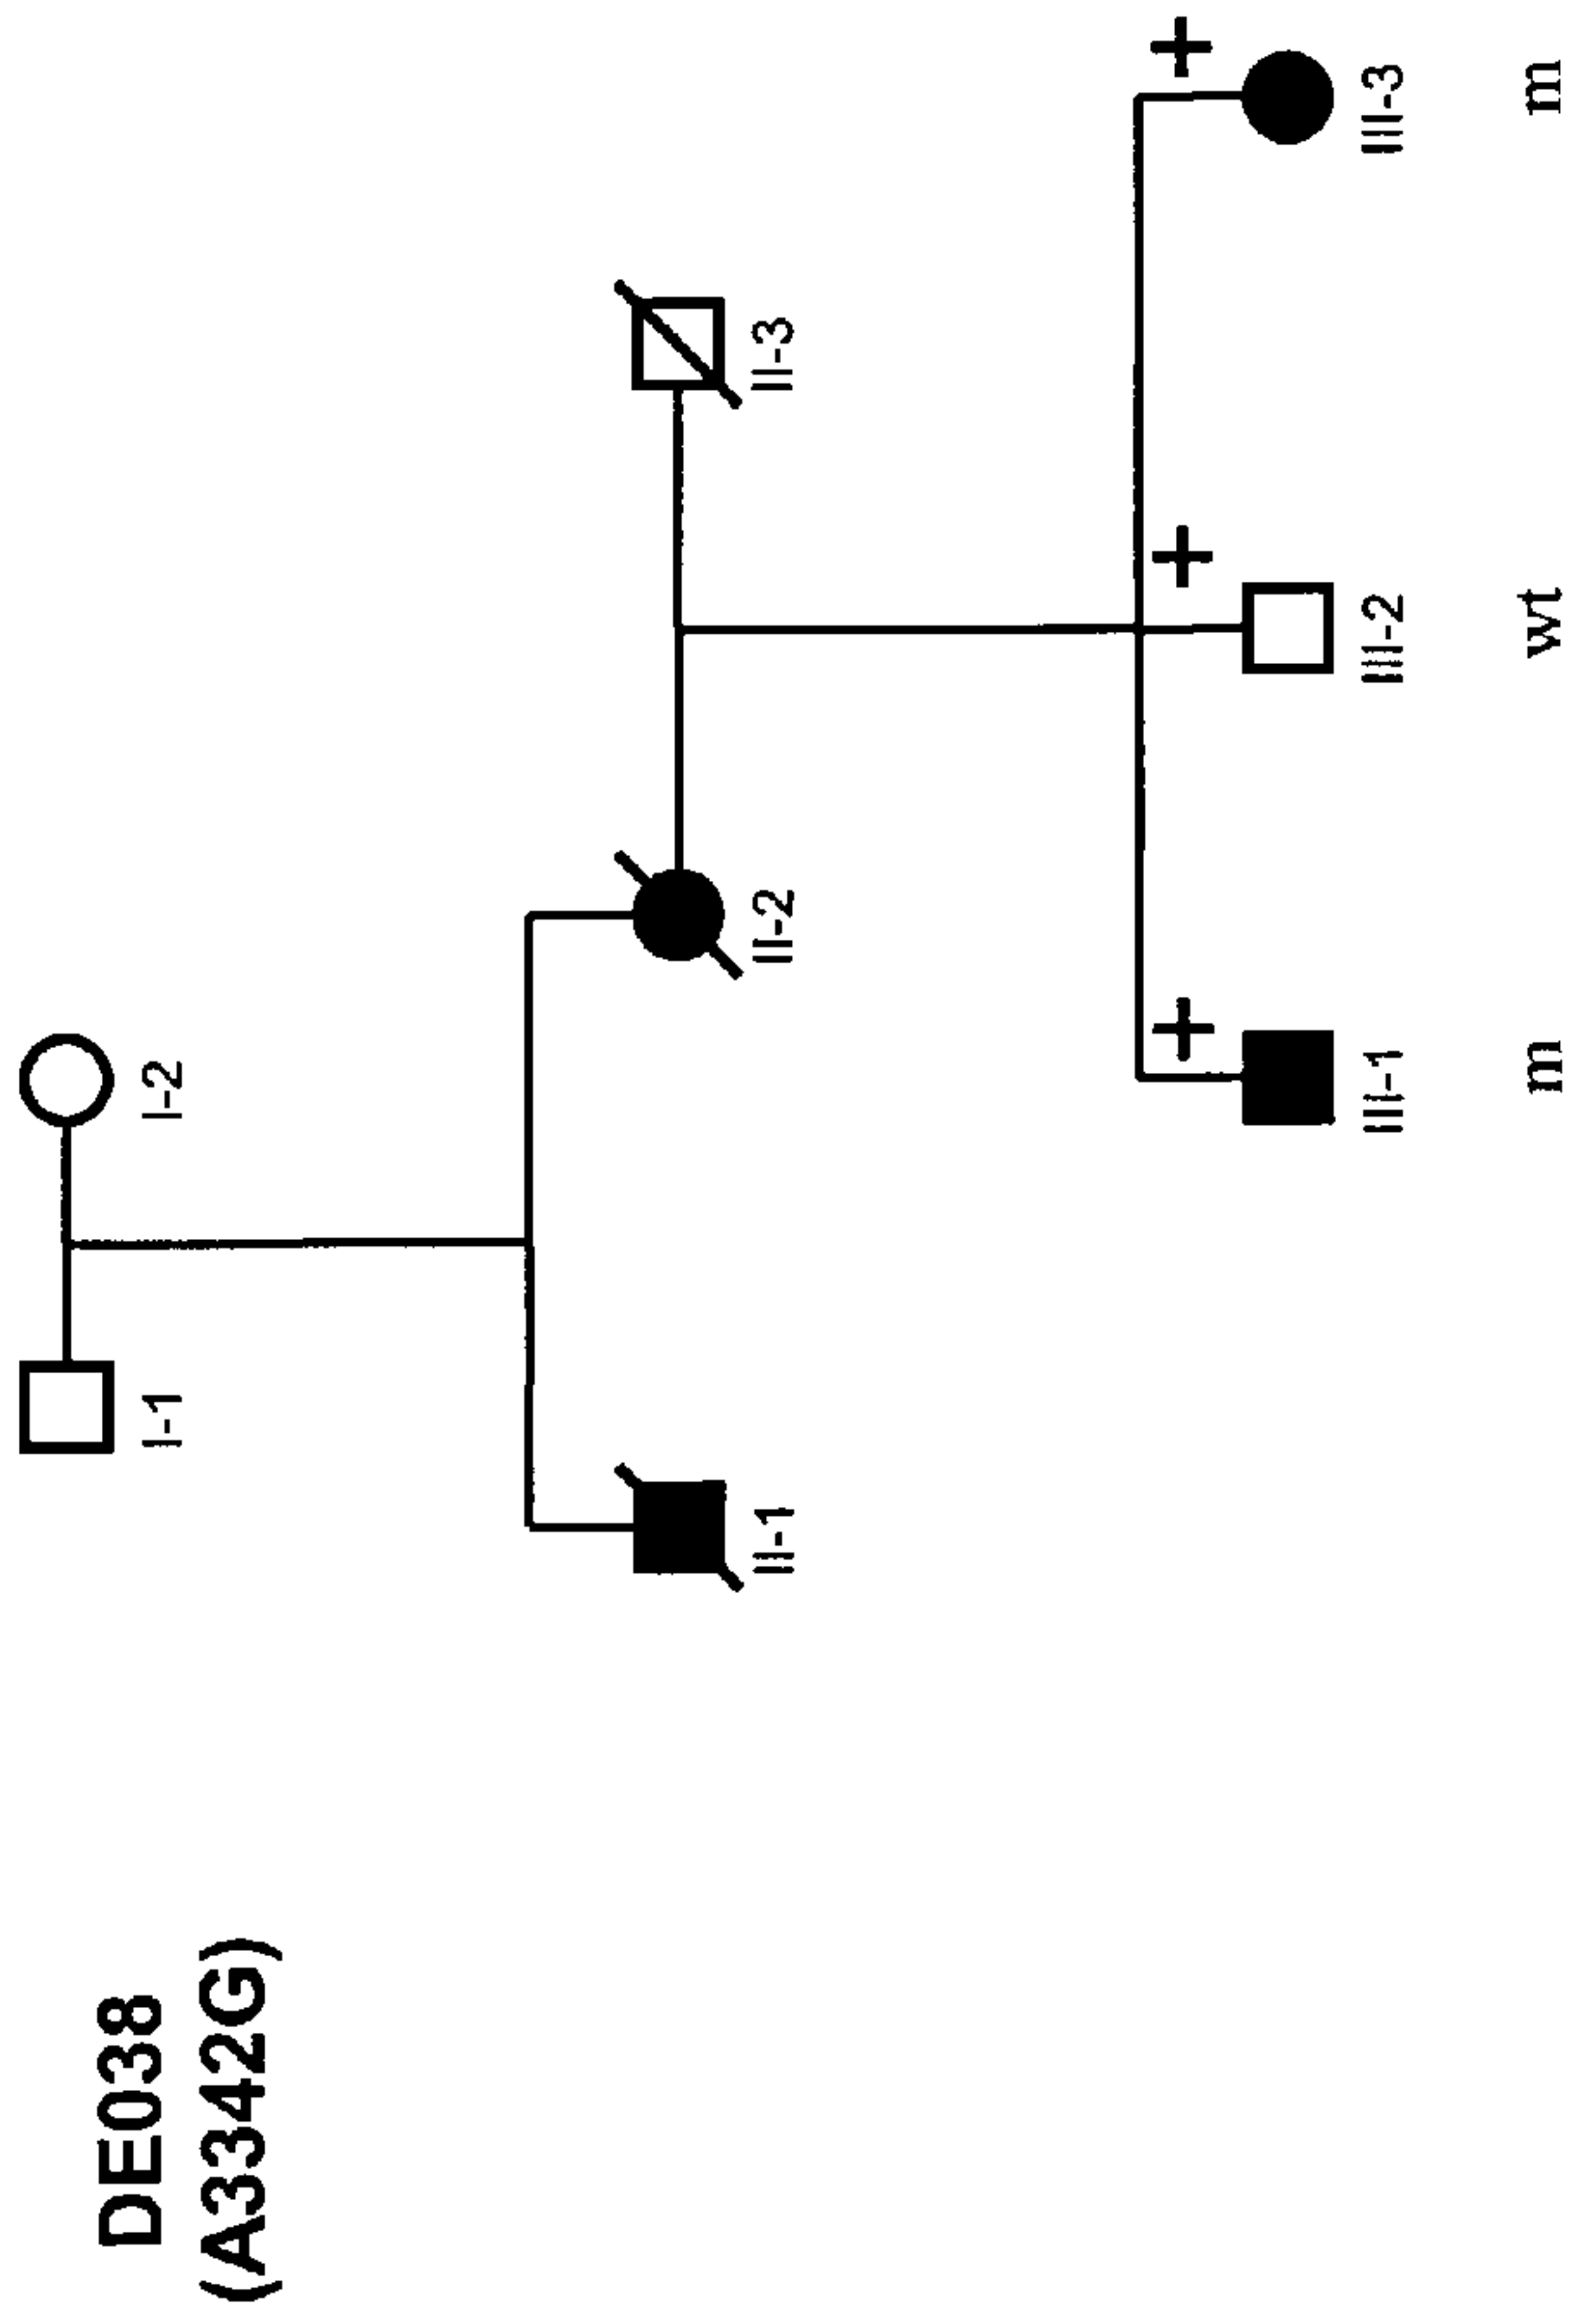 DE038
(A3342G)
I-1
I-2
II-1
II-2
II-3
+
+
+
III-1
III-2
III-3
m
wt
m